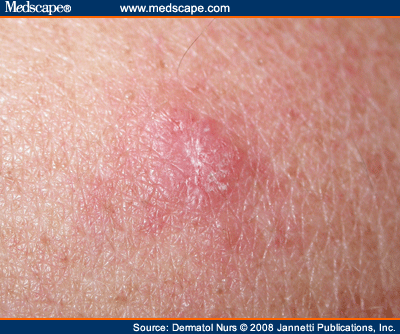 Medscape® www.medscape.com
Source: Dermatol Nurs © 2008 Jannetti Publications, Inc.